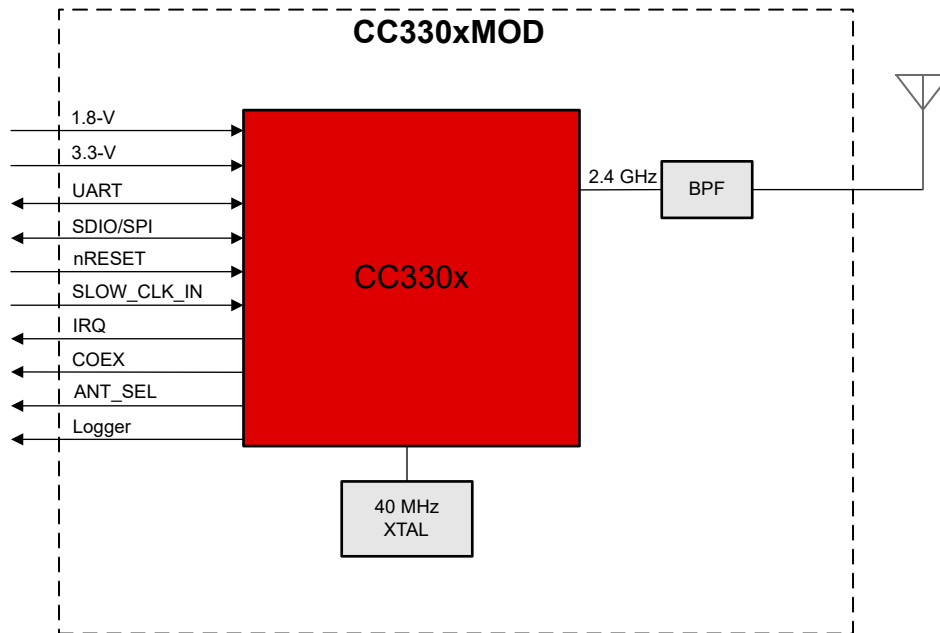 CC330xMOD
1.8-V
3.3-V
UART
SDIO/SPI
nRESET
SLOW_CLK_IN
IRQ
COEX
ANT_SEL
Logger
CC330x
2.4 GHz
BPF
40 MHz
XTAL